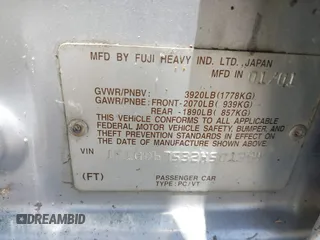 MFD BY FUJI HEAVY IND. LTD., JAPAN
MFD IN 01/01
GVWR/PNBV: 3920LB(1778KG)
GAWR/PNBE: FRONT-2070LB( 939KG)
REAR -1890LB( 857KG)
THIS VEHICLE CONFORMS TO ALL APPLICABLE
FEDERAL MOTOR VEHICLE SAFETY, BUMPER, AND
THEFT PREVENTION STANDARDS IN EFFECT ON
THE DATE OF MANUFACTURE SHOWN ABOVE.
VIN
(FT) PASSENGER CAR
TYPE:PC/VT